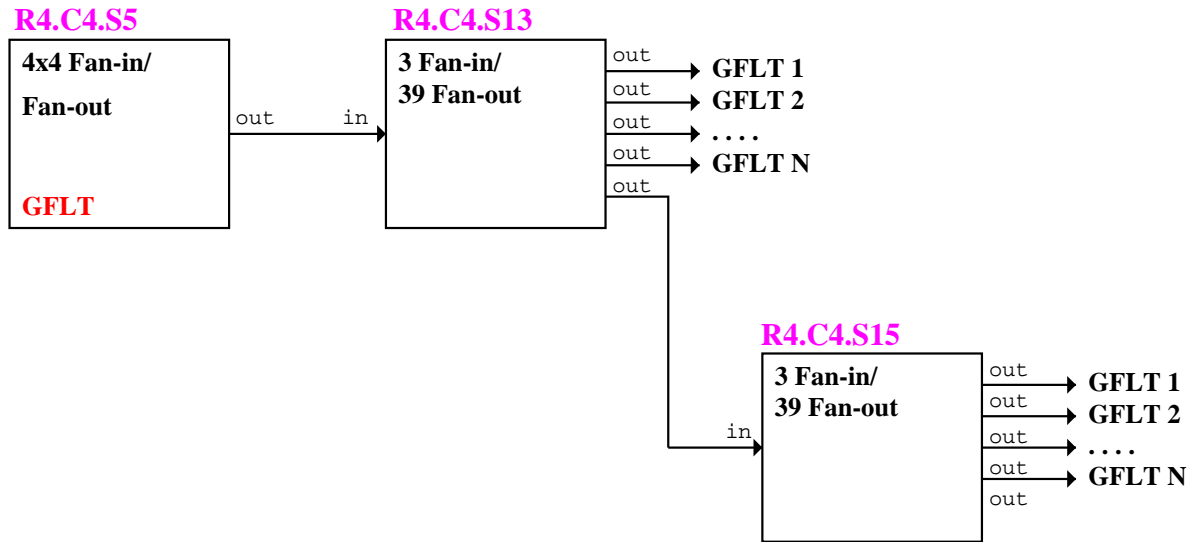 R4.C4.S5
4x4 Fan-in/
Fan-out
GFLT
out
in
R4.C4.S13
3 Fan-in/
39 Fan-out
out
GFLT 1
out
GFLT 2
out
. . . .
out
GFLT N
out
R4.C4.S15
in
3 Fan-in/
39 Fan-out
out
GFLT 1
out
GFLT 2
out
. . . .
out
GFLT N
out